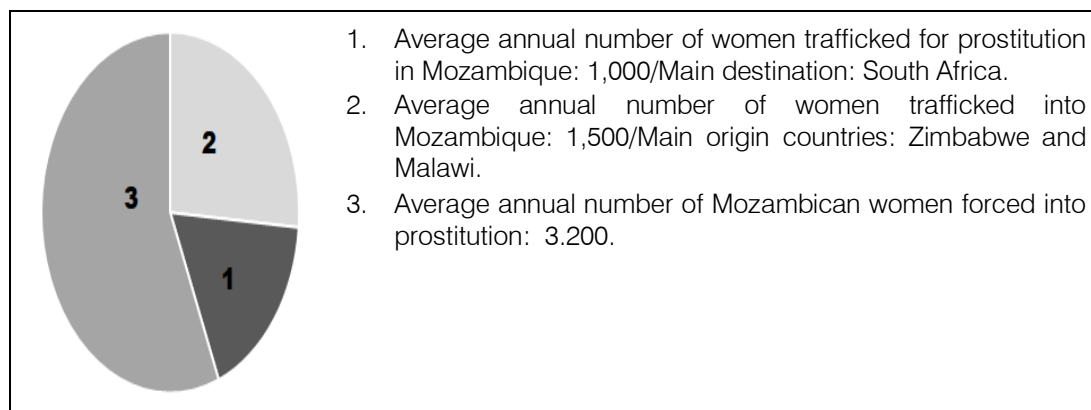 1. Average annual number of women trafficked for prostitution
in Mozambique: 1,000/Main destination: South Africa.
2. Average annual number of women trafficked into
Mozambique: 1,500/Main origin countries: Zimbabwe and
Malawi.
3. Average annual number of Mozambican women forced into
prostitution: 3.200.
2
3
1